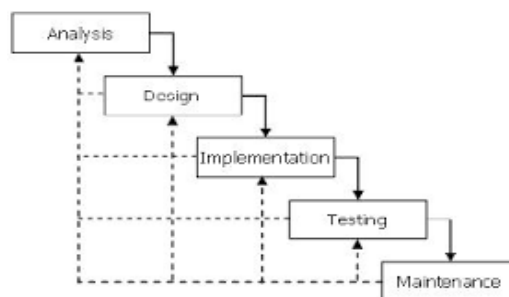 Analysis
Design
Implementation
Testing
Maintenance